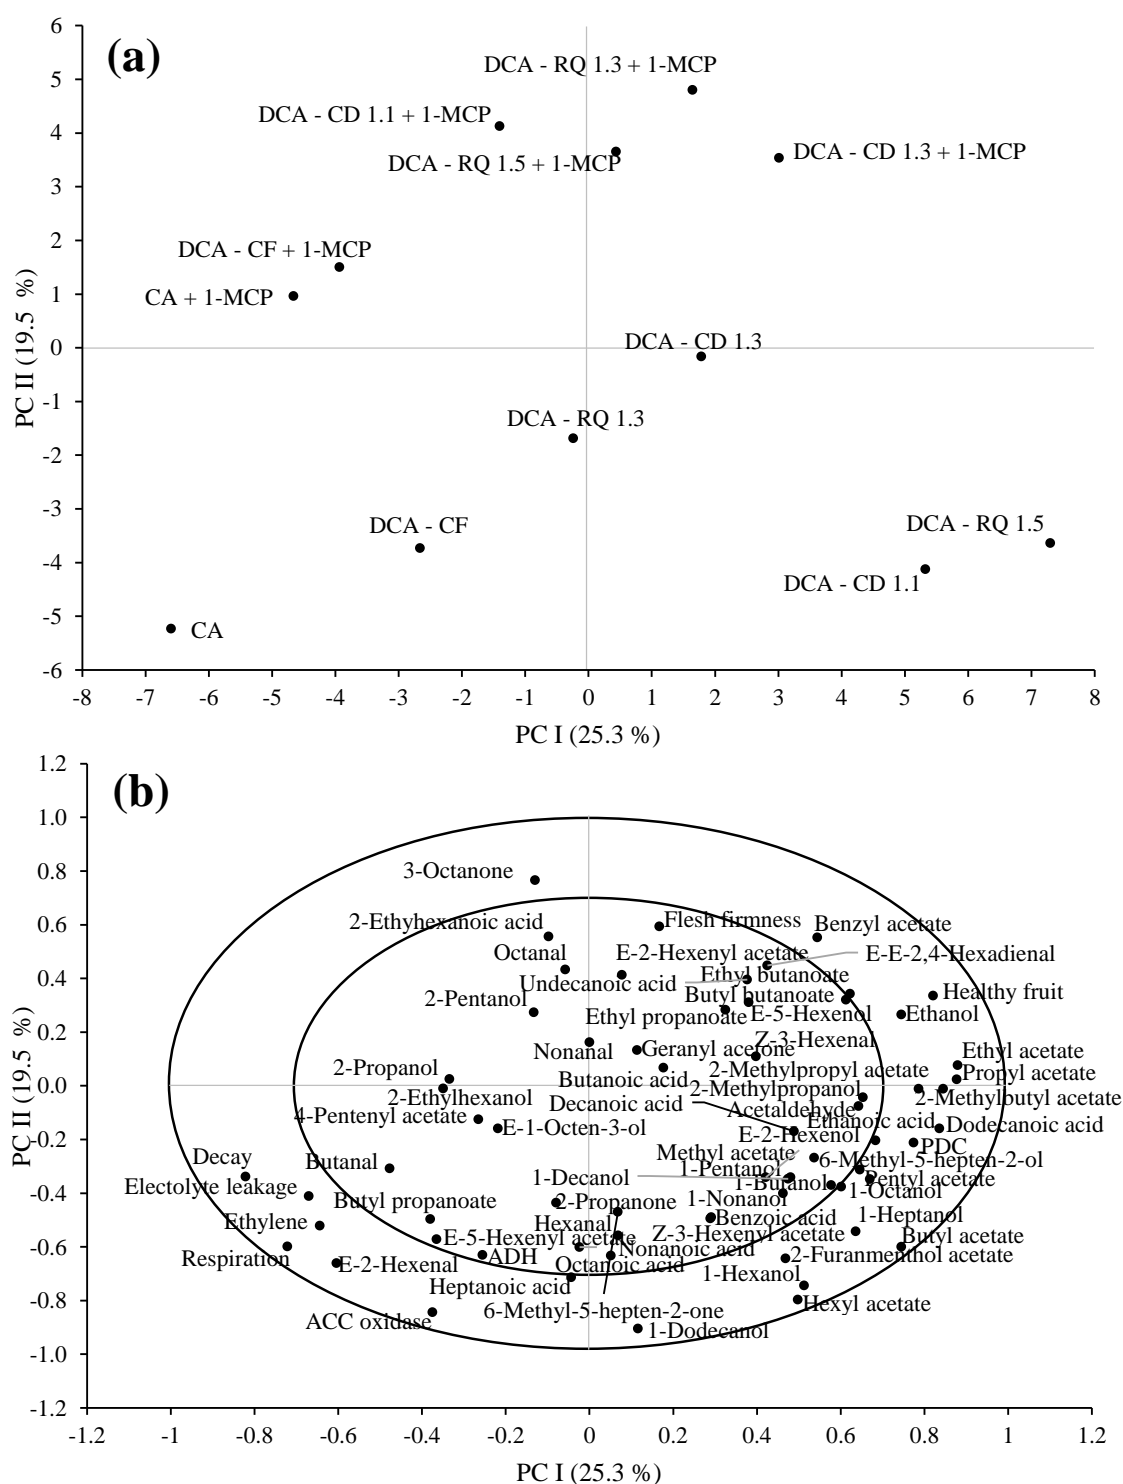 (a)
6
5
4
3
2
1
0
-1
-2
-3
-4
-5
-6
PC II (19.5 %)
DCA - RQ 1.3 + 1-MCP
DCA - CD 1.1 + 1-MCP
DCA - RQ 1.5 + 1-MCP
DCA - CD 1.3 + 1-MCP
DCA - CF + 1-MCP
CA + 1-MCP
DCA - CD 1.3
DCA - RQ 1.3
DCA - CF
DCA - RQ 1.5
DCA - CD 1.1
CA
-8 -7 -6 -5 -4 -3 -2 -1 0 1 2 3 4 5 6 7 8
PC I (25.3 %)
(b)
1.2
1.0
0.8
0.6
0.4
0.2
0.0
-0.2
-0.4
-0.6
-0.8
-1.0
-1.2
PC II (19.5 %)
3-Octanone
2-Ethyhexanoic acid
Flesh firmness
Benzyl acetate
Octanal
E-2-Hexenyl acetate
E-E-2,4-Hexadienal
Undecanoic acid
Ethyl butanoate
2-Pentanol
Butyl butanoate
Healthy fruit
Ethyl propanoate
E-5-Hexenol
Ethanol
Nonanal
Geranyl acetone
Z-3-Hexenal
Ethyl acetate
2-Propanol
Butanoic acid
2-Methylpropyl acetate
Propyl acetate
2-Ethylhexanol
2-Methylpropanol
2-Methylbutyl acetate
4-Pentenyl acetate
Decanoic acid
Acetaldehyde
Ethanoic acid
Dodecanoic acid
E-1-Octen-3-ol
E-2-Hexenol
PDC
Decay
Butanal
Methyl acetate
6-Methyl-5-hepten-2-ol
Electolyte leakage
1-Decanol
1-Pentanol
1-Butanol
Pentyl acetate
Butyl propanoate
2-Propanone
1-Nonanol
1-Octanol
Ethylene
Hexanal
Benzoic acid
1-Heptanol
E-5-Hexenyl acetate
Z-3-Hexenyl acetate
Butyl acetate
Respiration
E-2-Hexenal
ADH
Nonanoic acid
2-Furanmenthol acetate
Octanoic acid
Heptanoic acid
1-Hexanol
ACC oxidase
6-Methyl-5-hepten-2-one
Hexyl acetate
1-Dodecanol
-1.2 -1 -0.8 -0.6 -0.4 -0.2 0 0.2 0.4 0.6 0.8 1 1.2
PC I (25.3 %)